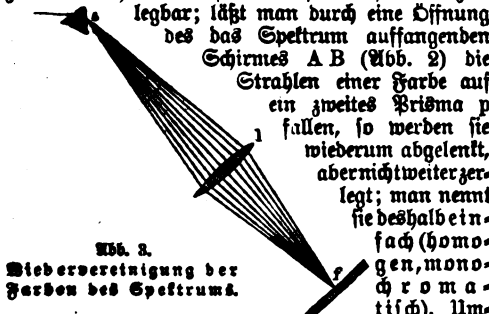 legbar; läßt man durch eine Öffnung
des das Spektrum auffangenden
Schirmes A B (Abb. 2) die
Strahlen einer Farbe auf
ein zweites Prisma p
fallen, so werden sie
wiederum abgelenkt,
aber nicht weiter zer-
legt; man nennt
sie deshalb ein-
fach (homo-
gen, mono-
chroma-
tisch). Um-
s
l
f
Abb. 3.
Wiedervereinigung der
Farben des Spektrums.